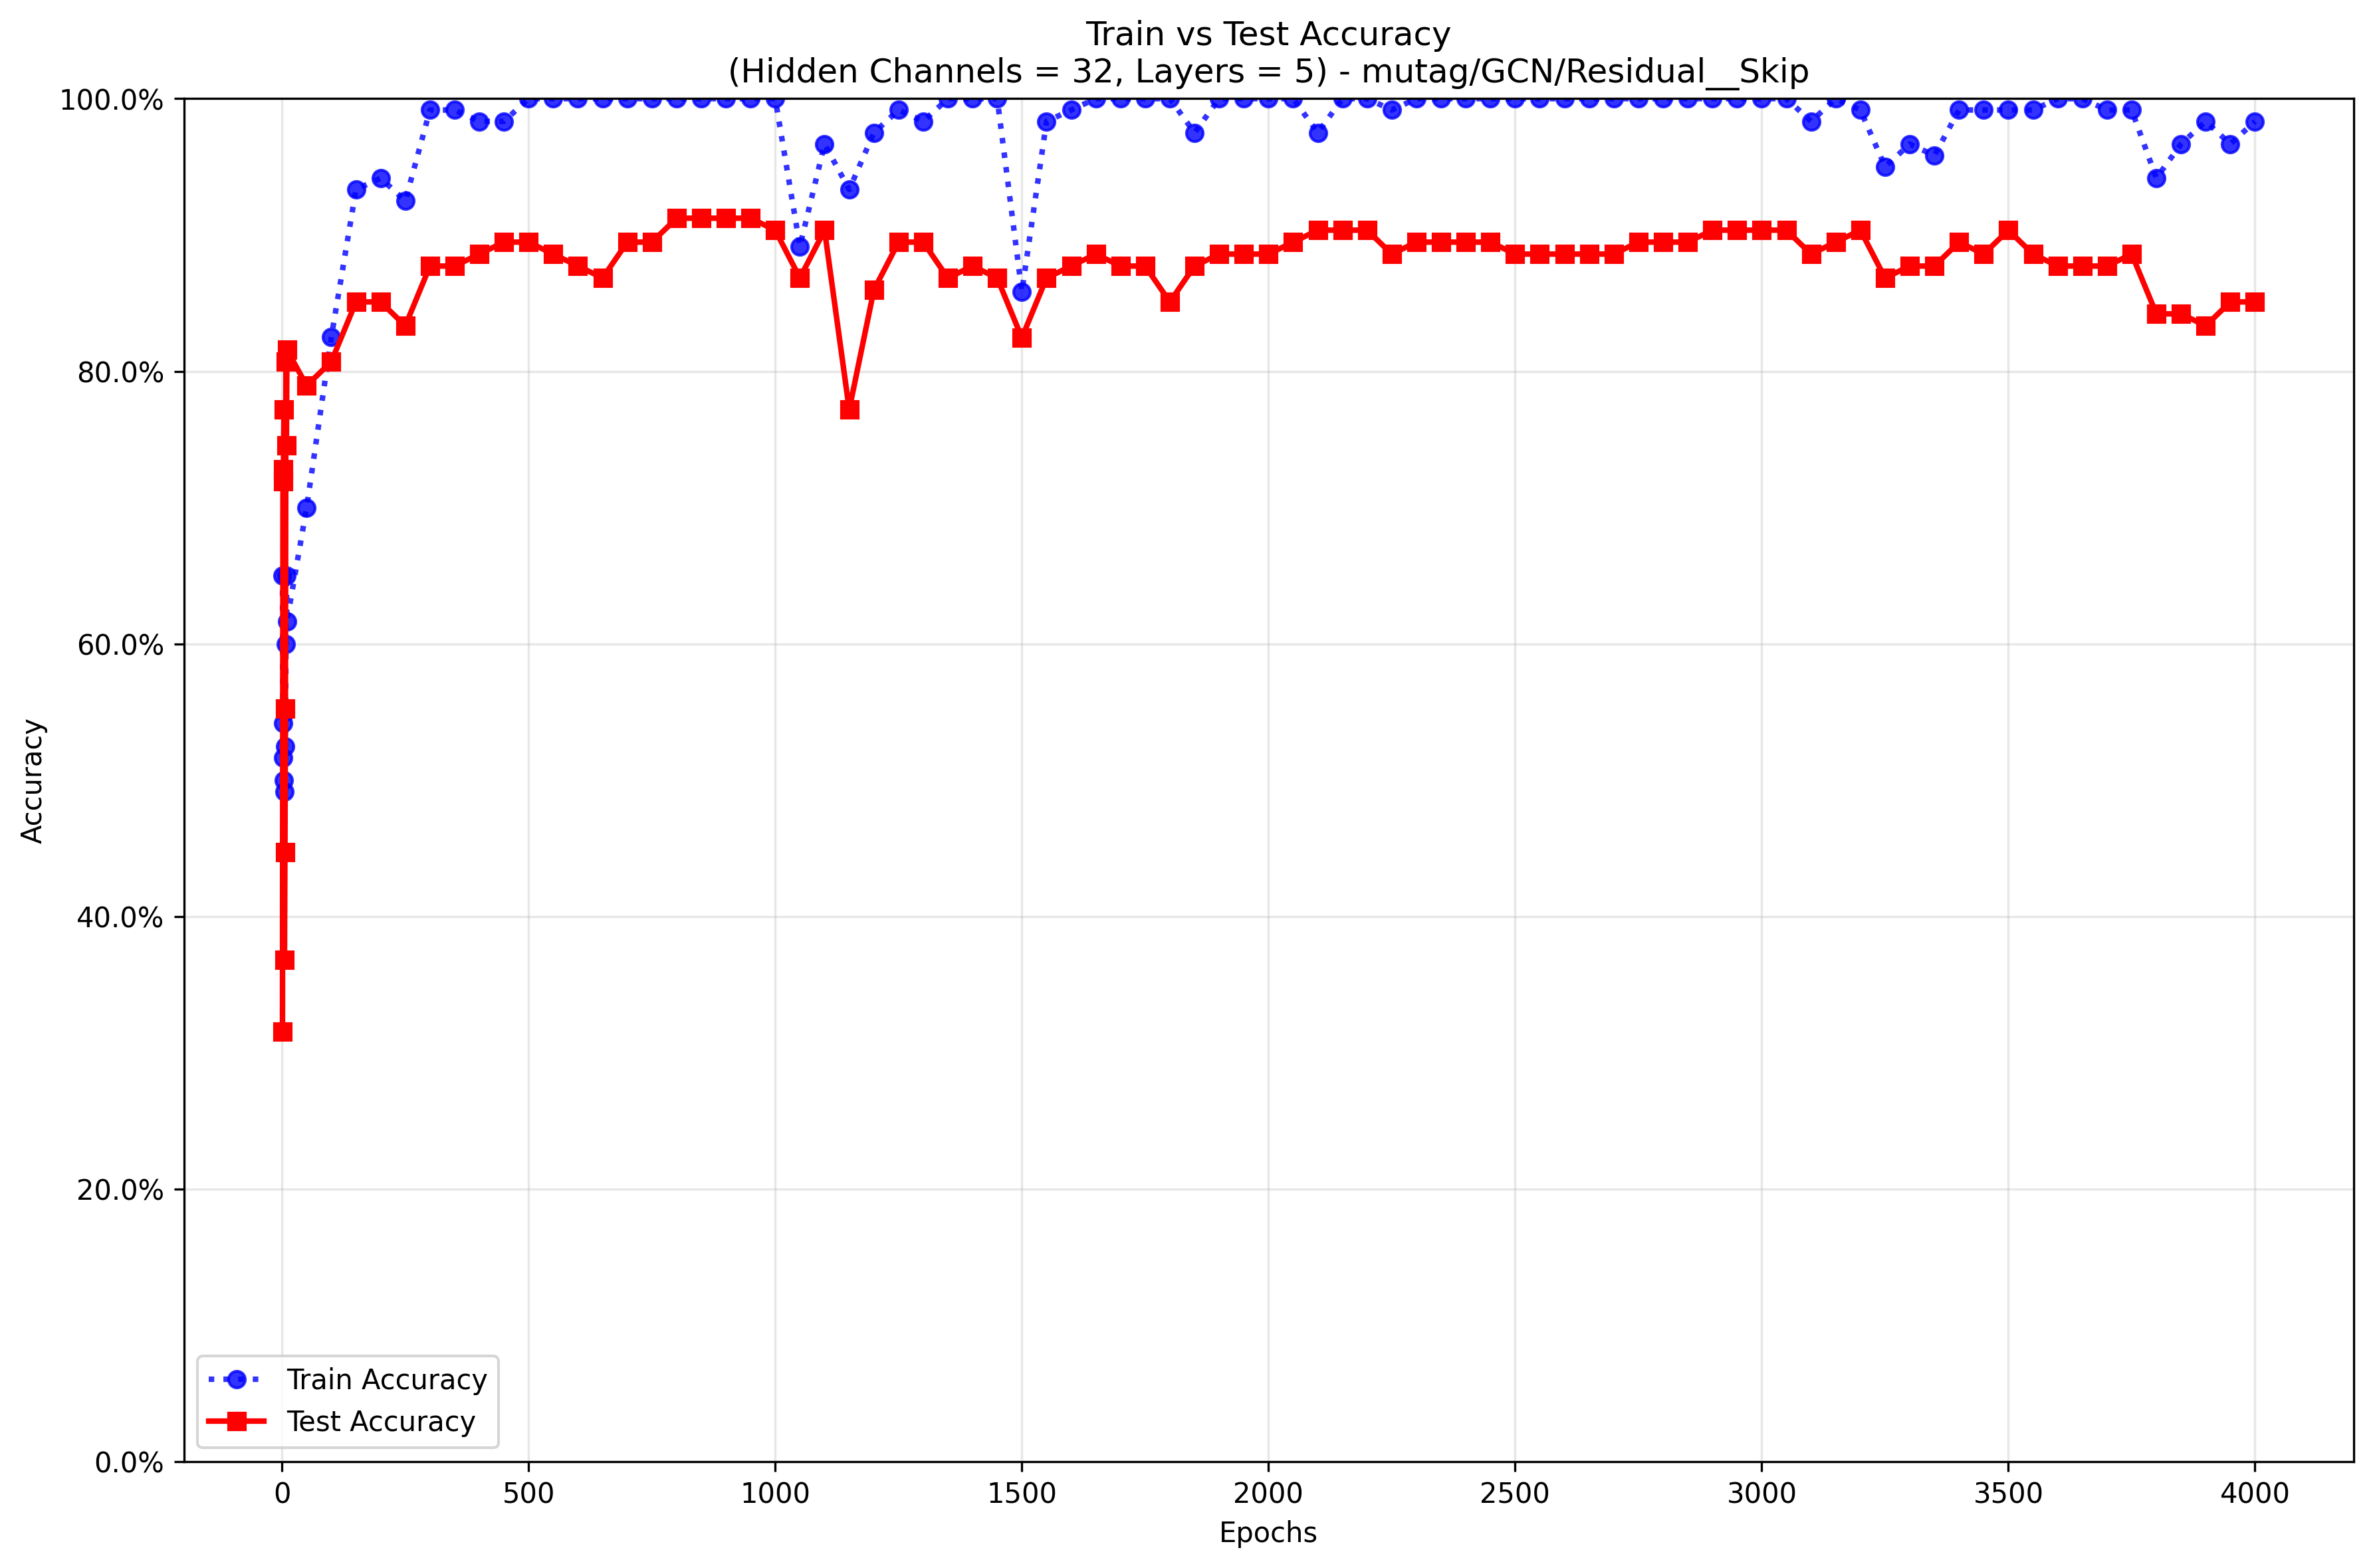 Train vs Test Accuracy
(Hidden Channels = 32, Layers = 5) - mutag/GCN/Residual__Skip
100.0%
80.0%
60.0%
40.0%
20.0%
0.0%
Accuracy
Train Accuracy
Test Accuracy
0 500 1000 1500 2000 2500 3000 3500 4000
Epochs